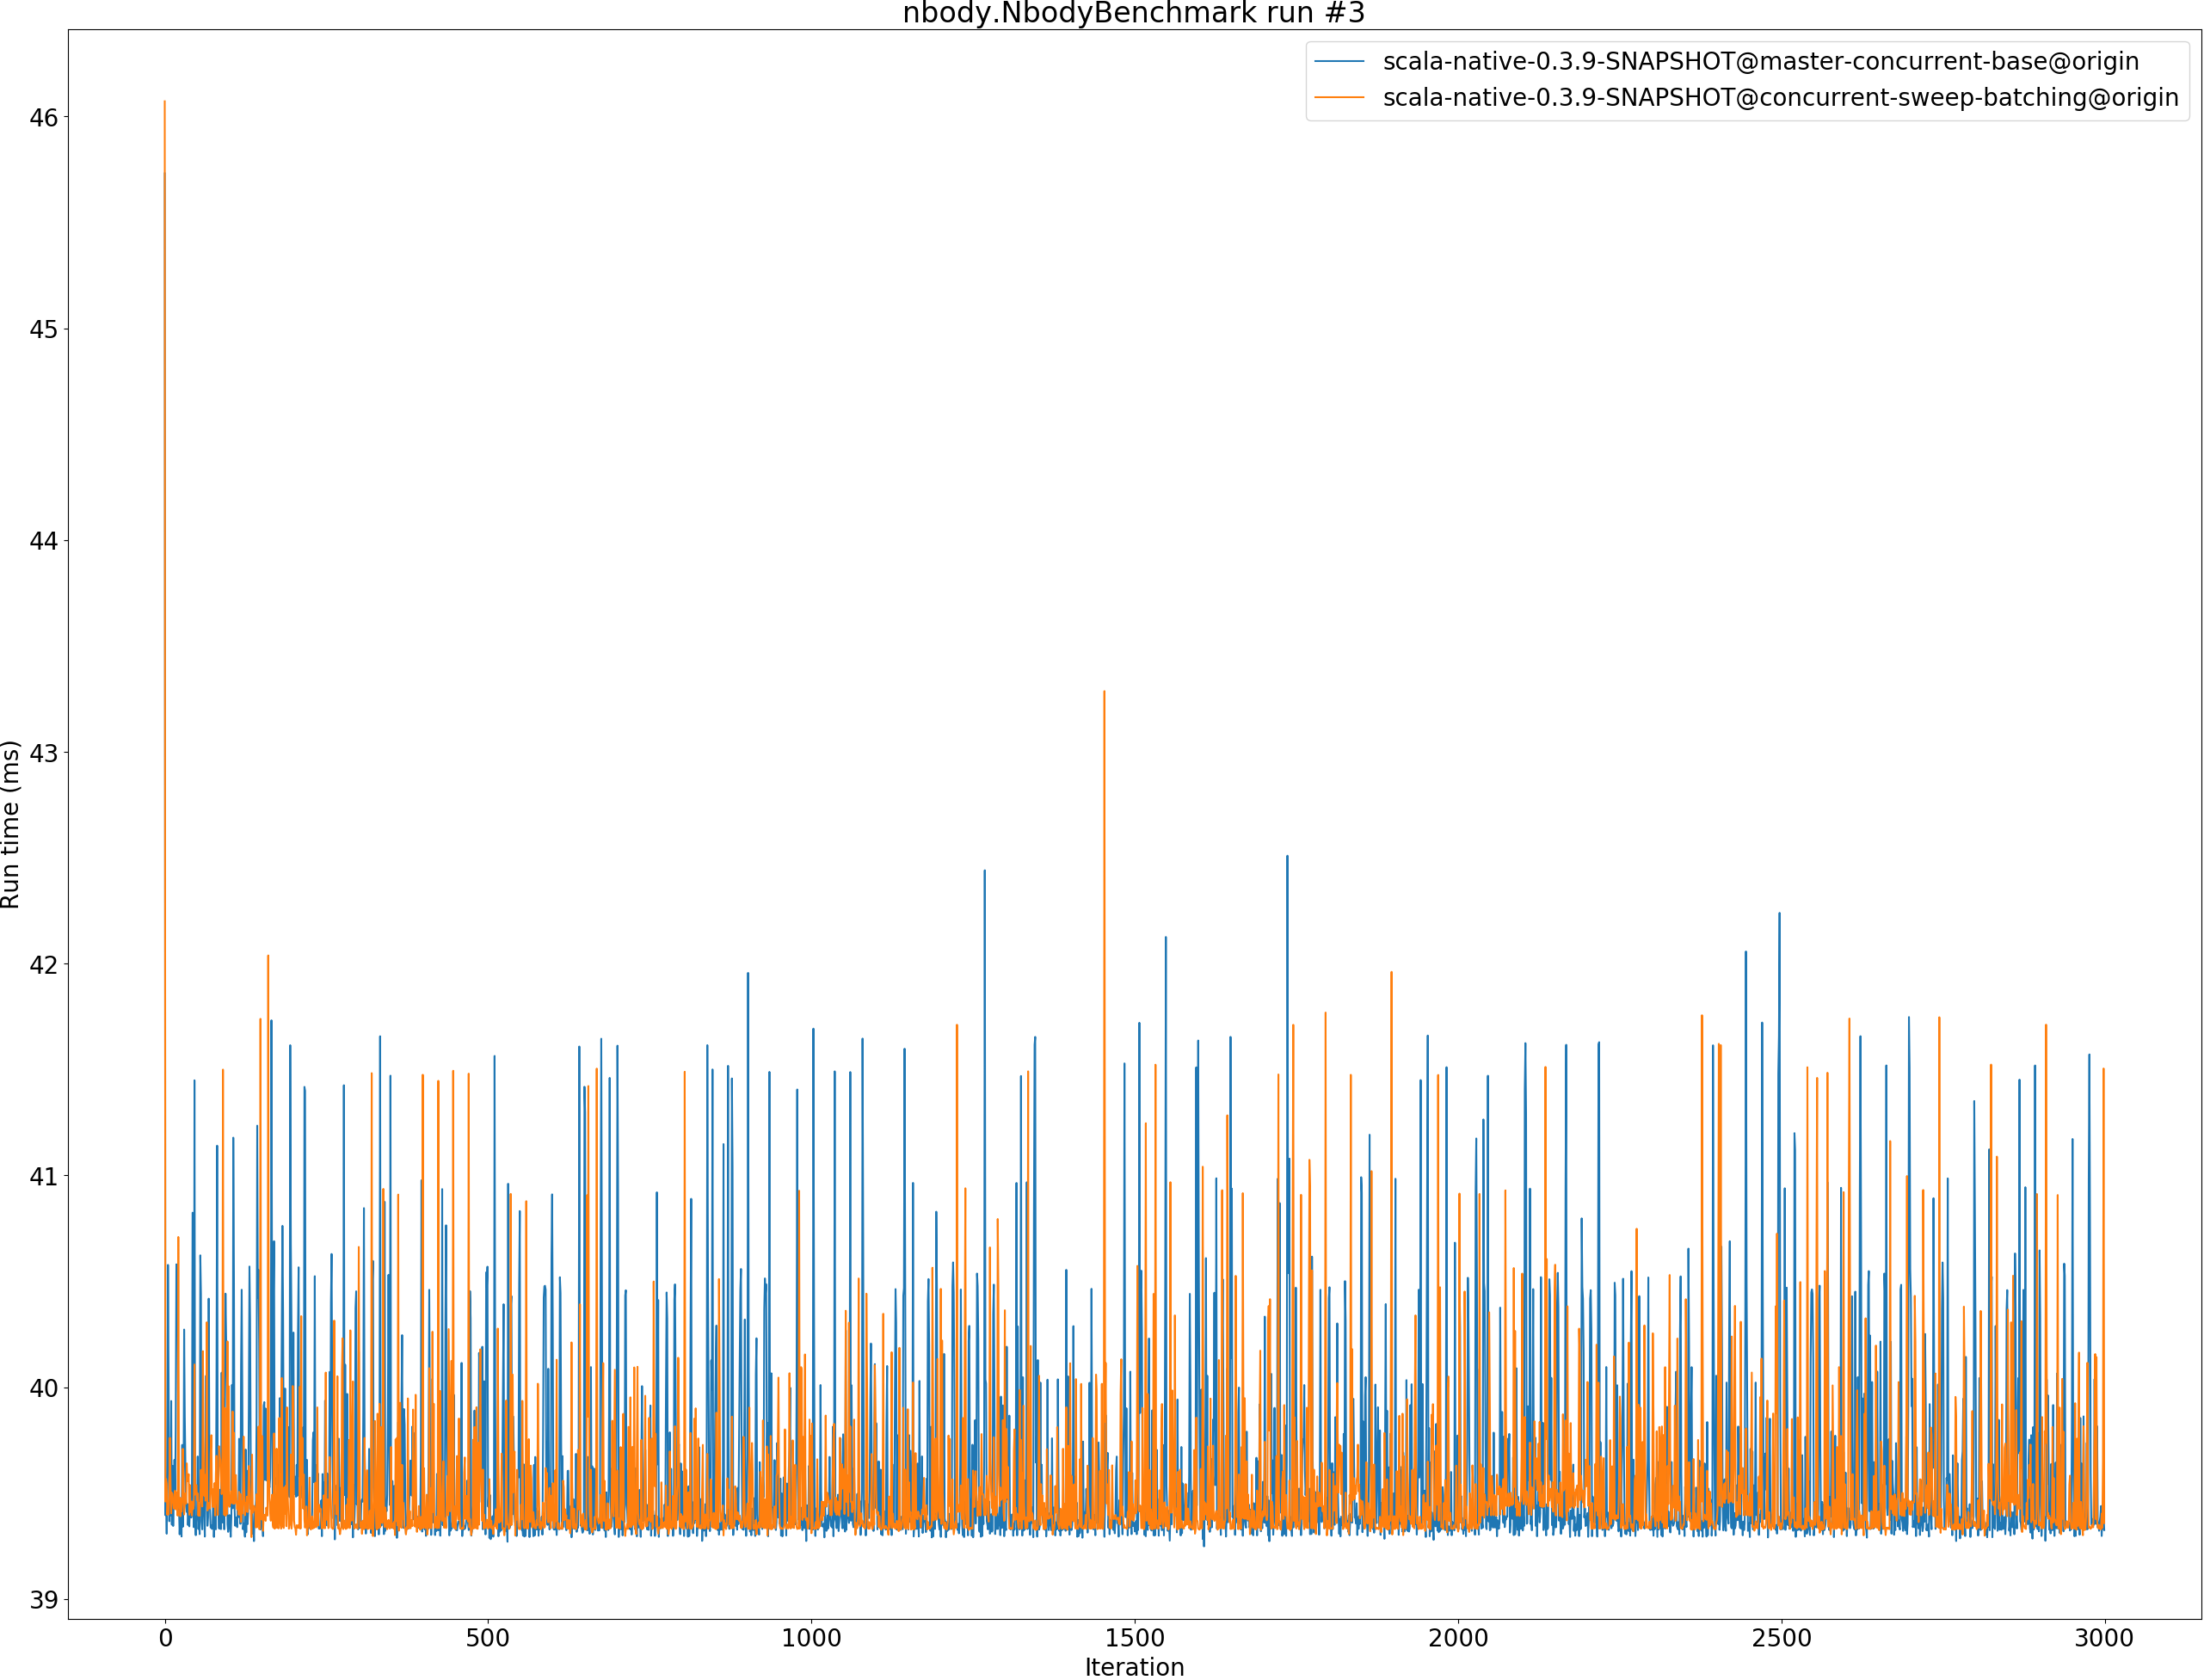 nbody.NbodyBenchmark run #3
scala-native-0.3.9-SNAPSHOT@master-concurrent-base@origin
scala-native-0.3.9-SNAPSHOT@concurrent-sweep-batching@origin
46
45
44
43
42
41
40
39
Run time (ms)
0 500 1000 1500 2000 2500 3000
Iteration